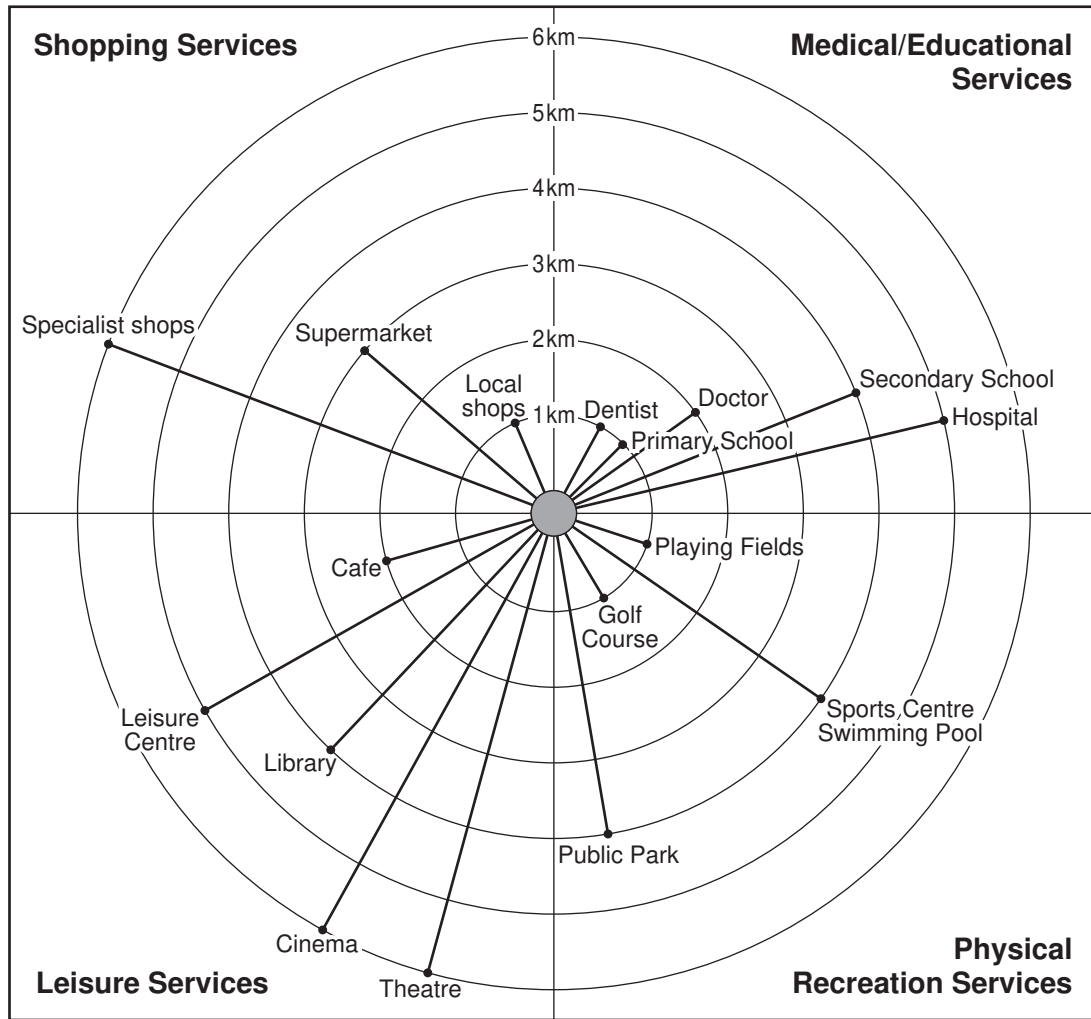 Shopping Services
Medical/Educational
Services
6km
5km
4km
3km
2km
1km
Specialist shops
Supermarket
Local
shops
Dentist
Doctor
Primary School
Secondary School
Hospital
Cafe
Leisure
Centre
Library
Cinema
Theatre
Playing Fields
Golf
Course
Sports Centre
Swimming Pool
Public Park
Leisure Services
Physical
Recreation Services